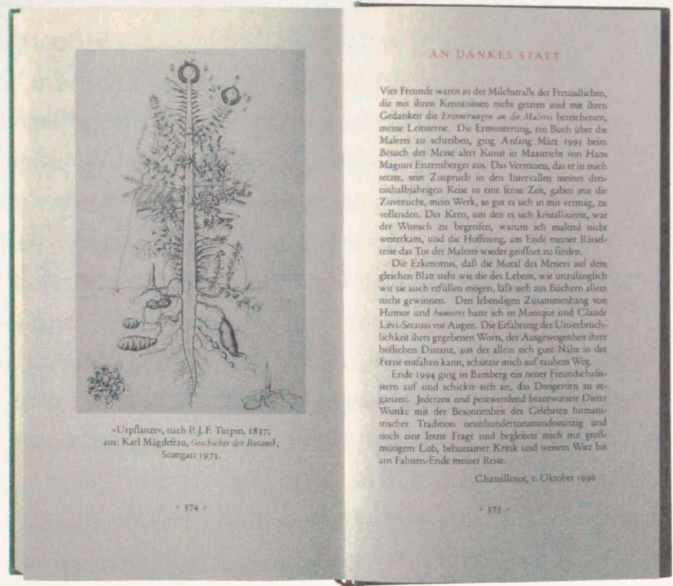 »Urpflanze«, nach P. J. F. Turpin, 1837;
aus: Karl Mägdefrau, Geschichte der Botanik,
Stuttgart 1973.
· 374 ·
AN DANKES STATT
Vier Freunde waren in der Milchstraße der Freundlichen,
die mit ihren Kenntnissen nicht geizten und mit ihren
Gedanken die Erinnerungen an die Malerei bereicherten,
meine Leitsterne. Die Ermunterung, ein Buch über die
Malerei zu schreiben, ging Anfang März 1993 beim
Besuch der Messe alter Kunst in Maastricht von Hans
Magnus Enzensberger aus. Das Vertrauen, das er in mich
setzte, sein Zuspruch in den Intervallen meiner drei-
einhalbjährigen Reise in eine ferne Zeit, gaben mir die
Zuversicht, mein Werk, so gut es sich in mir vermag, zu
vollenden. Der Kern, um den es sich kristallisierte, war
der Wunsch zu begreifen, warum ich malend nicht
weiterkam, und die Hoffnung, am Ende meiner Rätsel-
reise das Tor der Malerei wieder geöffnet zu finden.
Die Erkenntnis, daß die Moral des Metiers auf dem
gleichen Blatt steht wie die des Lebens, wie unzulänglich
wir sie auch erfüllen mögen, läßt sich aus Büchern allein
nicht gewinnen. Den lebendigen Zusammenhang von
Humor und humores hatte ich in Monique und Claude
Lévi-Strauss vor Augen. Die Erfahrung der Unverbrüch-
lichkeit ihres gegebenen Worts, der Ausgewogenheit ihrer
höflichen Distanz, aus der allein sich gute Nähe in der
Ferne entfalten kann, schützte mich auf rauhem Weg.
Ende 1994 ging in Bamberg ein neuer Freundschafts-
stern auf und schickte sich an, das Dreigestirn zu er-
gänzen. Jederzeit und postwendend beantwortete Dieter
Wuttke mit der Besonnenheit des Gelehrten humani-
stischer Tradition neunhundertneunundneunzig und
noch eine letzte Frage und begleitete mich mit groß-
mütigem Lob, behutsamer Kritik und weisem Witz bis
ans Fahnen-Ende meiner Reise.
Chatoillenot, 1. Oktober 1996
· 375 ·